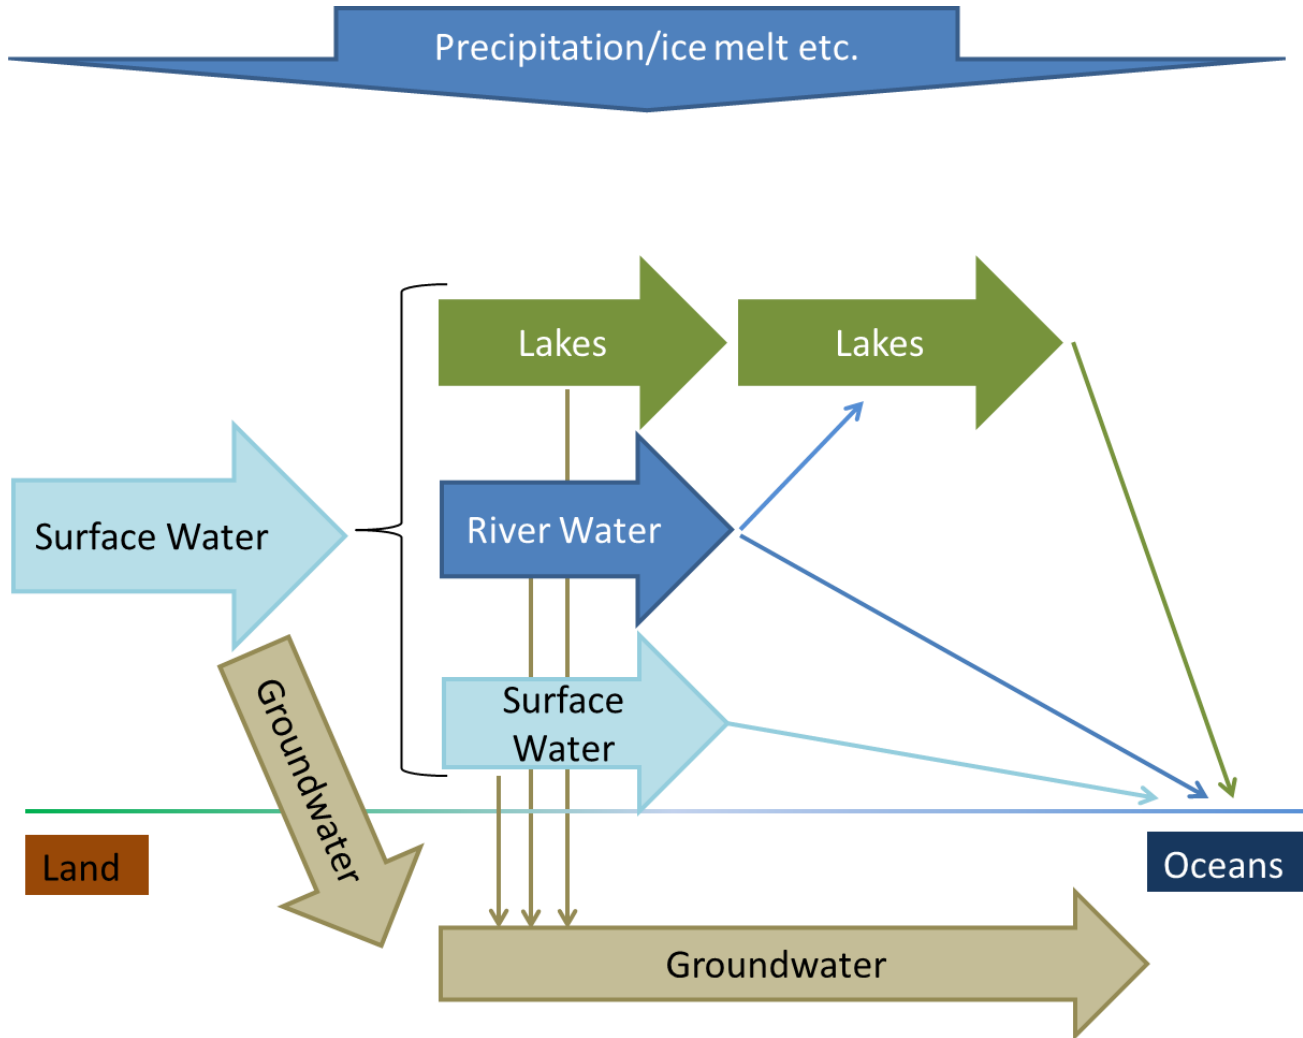 Precipitation/ice melt etc.
Lakes
Lakes
Surface Water
River Water
Surface
Water
Groundwater
Land
Oceans
Groundwater